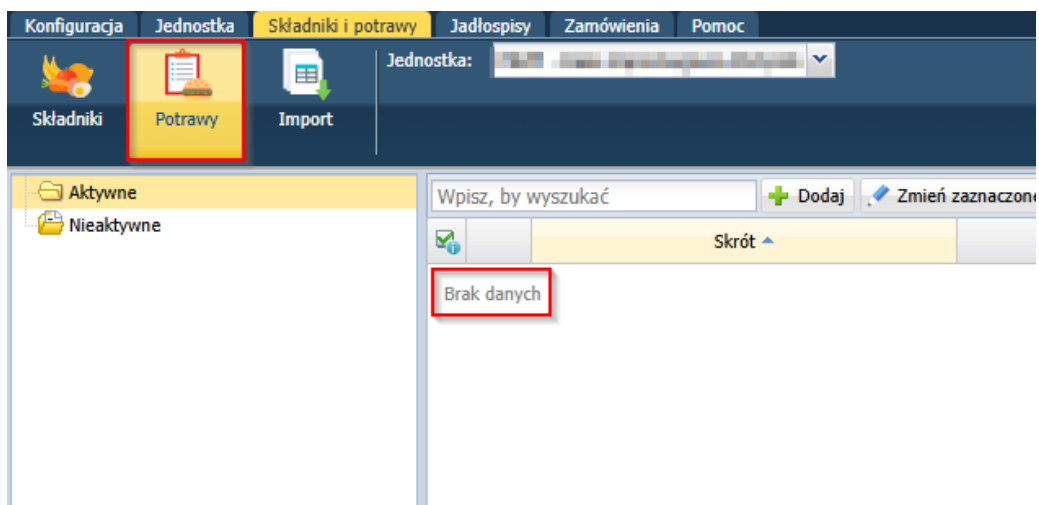 Konfiguracja Jednostka Składniki i potrawy Jadłospisy Zamówienia Pomoc
Jednostka:
Składniki Potrawy Import
Aktywne
Nieaktywne
Wpisz, by wyszukać Dodaj Zmień zaznaczone
Skrót
Brak danych